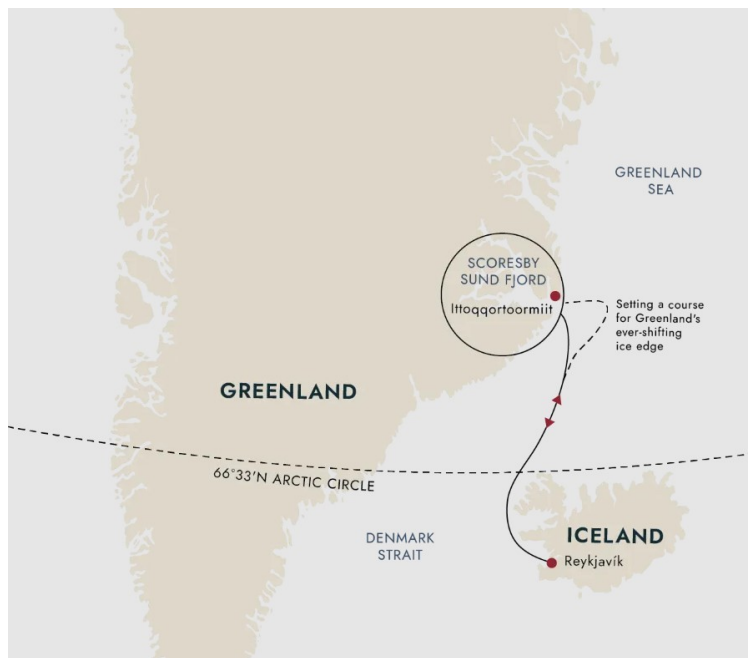 GREENLAND
SEA
SCORESBY
SUND FJORD
Ittoqqortoormiit
Setting a course
for Greenland's
ever-shifting
ice edge
GREENLAND
66°33'N ARCTIC CIRCLE
DENMARK
STRAIT
ICELAND
Reykjavík